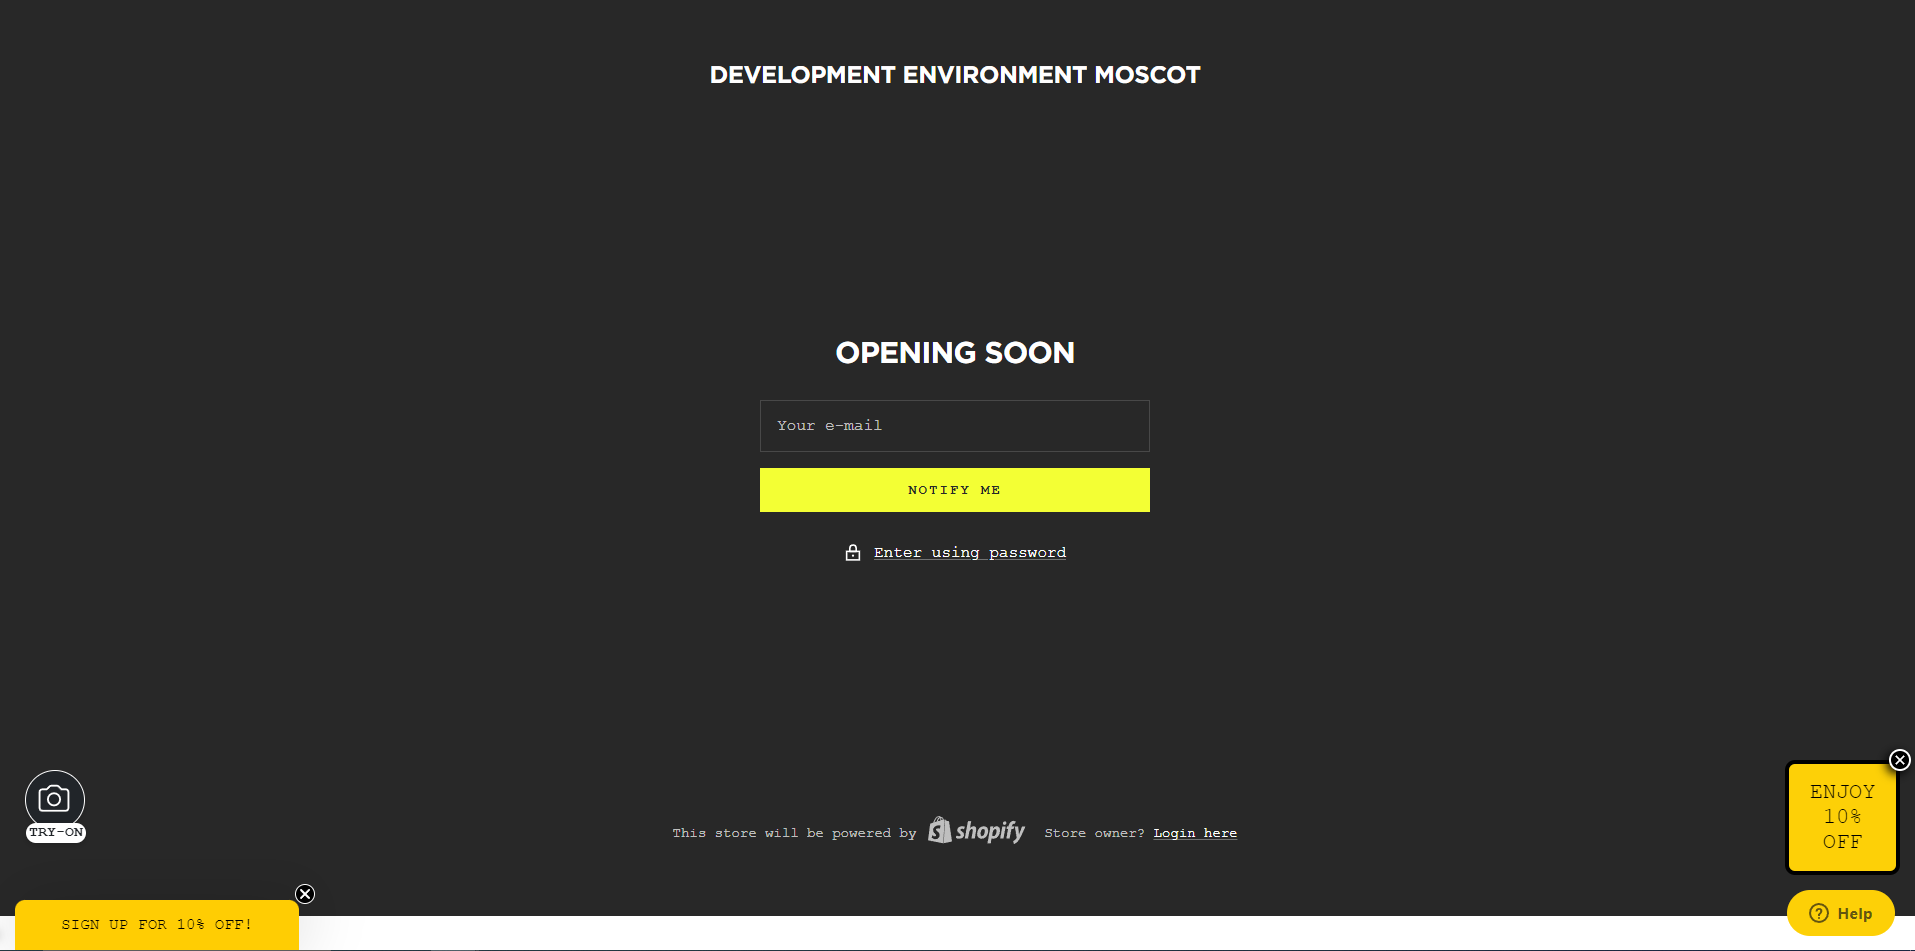 DEVELOPMENT ENVIRONMENT MOSCOT
OPENING SOON
Your e-mail
NOTIFY ME
Enter using password
TRY-ON
This store will be powered by shopify Store owner? Login here
ENJOY
10%
OFF
SIGN UP FOR 10% OFF!
Help